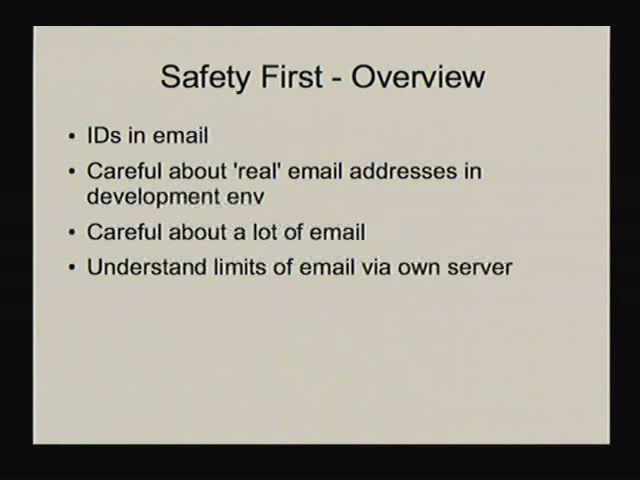 Safety First - Overview
• IDs in email
• Careful about 'real' email addresses in
development env
• Careful about a lot of email
• Understand limits of email via own server